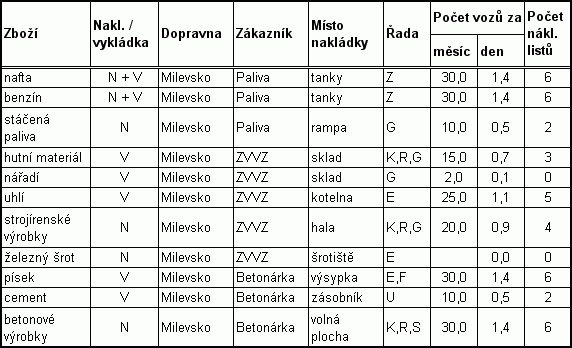 Zboží Nakl. / vykládka Dopravna Zákazník Místo nakládky Řada Počet vozů za Počet nákl. listů
měsíc den
nafta N + V Milevsko Paliva tanky Z 30,0 1,4 6
benzín N + V Milevsko Paliva tanky Z 30,0 1,4 6
stáčená paliva N Milevsko Paliva rampa G 10,0 0,5 2
hutní materiál V Milevsko ZVVZ sklad K,R,G 15,0 0,7 3
nářadí V Milevsko ZVVZ sklad G 2,0 0,1 0
uhlí V Milevsko ZVVZ kotelna E 25,0 1,1 5
strojírenské výrobky N Milevsko ZVVZ hala K,R,G 20,0 0,9 4
železný šrot N Milevsko ZVVZ šrotiště E 0,0 0
písek V Milevsko Betonárka výsypka E,F 30,0 1,4 6
cement V Milevsko Betonárka zásobník U 10,0 0,5 2
betonové výrobky N Milevsko Betonárka volná plocha K,R,S 30,0 1,4 6